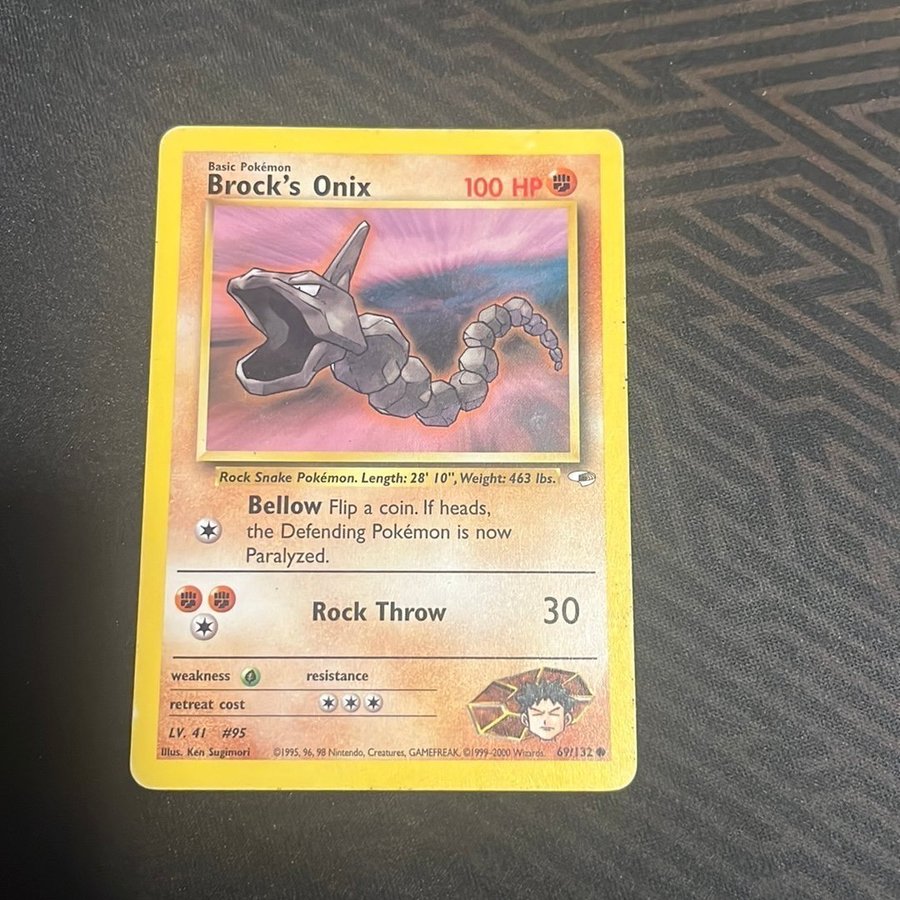 Basic Pokémon
Brock's Onix 100 HP
Rock Snake Pokémon. Length: 28' 10", Weight: 463 lbs.
Bellow Flip a coin. If heads,
the Defending Pokémon is now
Paralyzed.
Rock Throw 30
weakness resistance
retreat cost
LV. 41 #95
Illus. Ken Sugimori ©1995, 96, 98 Nintendo, Creatures, GAMEFREAK. ©1999-2000 Wizards. 69/132